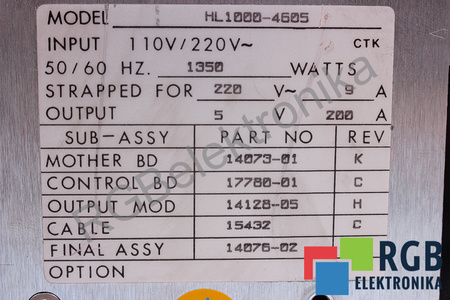 MODEL HL1000-4605
INPUT 110V/220V~ CTK
50/60 HZ. 1350 WATTS
STRAPPED FOR 220 V~ 9 A
OUTPUT 5 V 200 A
SUB-ASSY PART NO REV
MOTHER BD 14073-01 K
CONTROL BD 17780-01 C
OUTPUT MOD 14128-05 H
CABLE 15432 C
FINAL ASSY 14076-02
OPTION
RGBelektronika
RGB
ELEKTRONIKA